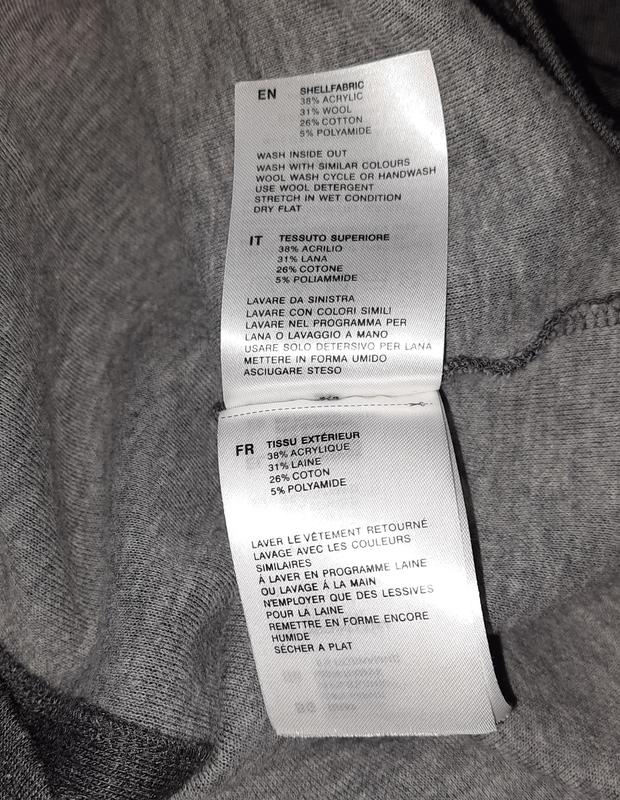 EN SHELLFABRIC
38% ACRYLIC
31% WOOL
26% COTTON
5% POLYAMIDE
WASH INSIDE OUT
WASH WITH SIMILAR COLOURS
WOOL WASH CYCLE OR HANDWASH
USE WOOL DETERGENT
STRETCH IN WET CONDITION
DRY FLAT
IT TESSUTO SUPERIORE
38% ACRILIO
31% LANA
26% COTONE
5% POLIAMMIDE
LAVARE DA SINISTRA
LAVARE CON COLORI SIMILI
LAVARE NEL PROGRAMMA PER
LANA O LAVAGGIO A MANO
USARE SOLO DETERSIVO PER LANA
METTERE IN FORMA UMIDO
ASCIUGARE STESO
FR TISSU EXTÉRIEUR
38% ACRYLIQUE
31% LAINE
26% COTON
5% POLYAMIDE
LAVER LE VÊTEMENT RETOURNÉ
LAVAGE AVEC LES COULEURS
SIMILAIRES
À LAVER EN PROGRAMME LAINE
OU LAVAGE À LA MAIN
N'EMPLOYER QUE DES LESSIVES
POUR LA LAINE
REMETTRE EN FORME ENCORE
HUMIDE
SÉCHER A PLAT